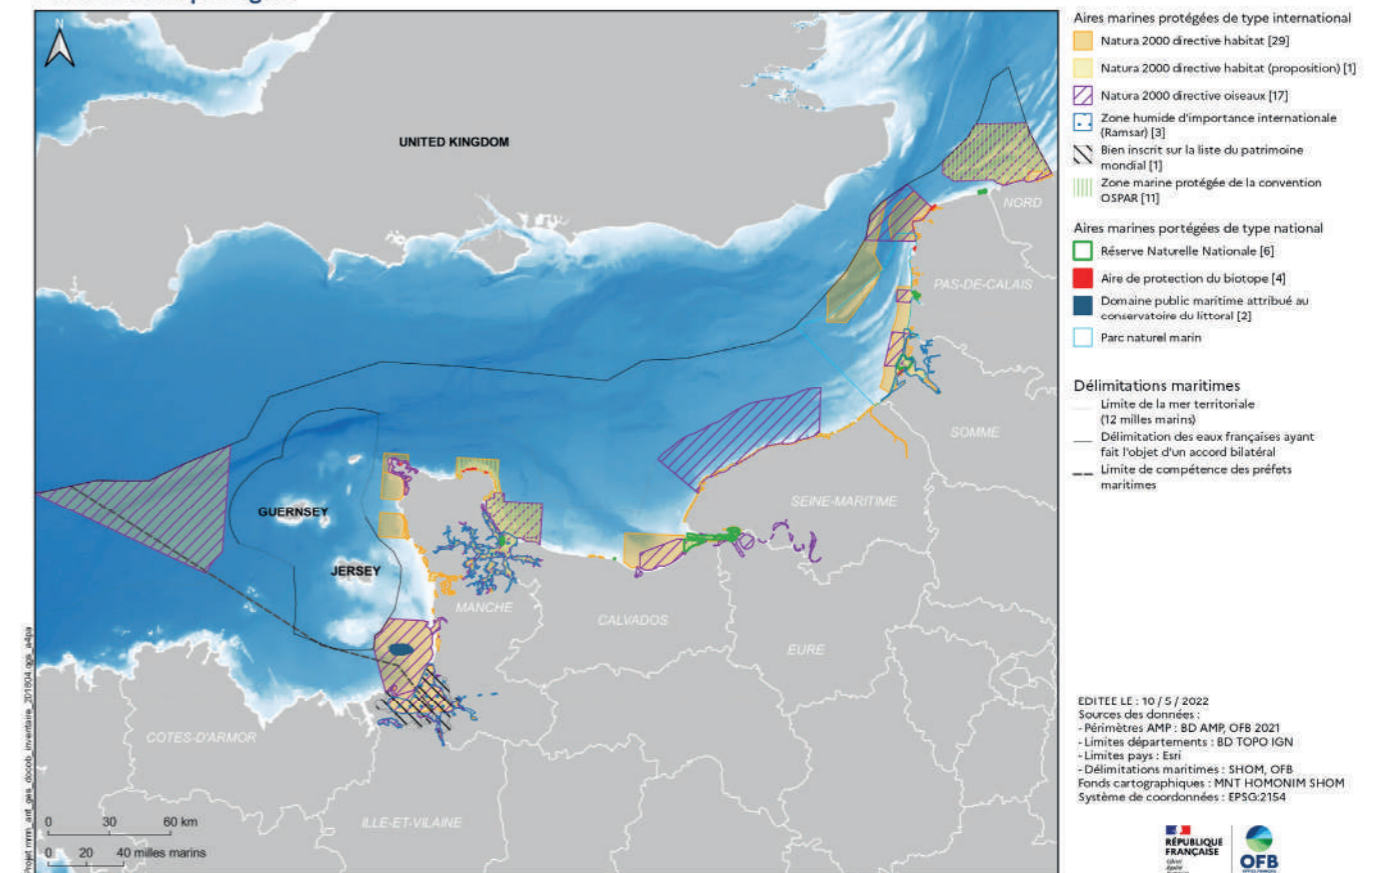 N
UNITED KINGDOM
NORD
PAS-DE-CALAIS
SOMME
SEINE-MARITIME
GUERNSEY
JERSEY
MANCHE
CALVADOS
EURE
COTES-D'ARMOR
ILLE-ET-VILAINE
0 30 60 km
0 20 40 milles marins
Aires marines protégées de type international
Natura 2000 directive habitat [29]
Natura 2000 directive habitat (proposition) [1]
Natura 2000 directive oiseaux [17]
Zone humide d'importance internationale
(Ramsar) [3]
Bien inscrit sur la liste du patrimoine
mondial [1]
Zone marine protégée de la convention
OSPAR [11]
Aires marines portégées de type national
Réserve Naturelle Nationale [6]
Aire de protection du biotope [4]
Domaine public maritime attribué au
conservatoire du littoral [2]
Parc naturel marin
Délimitations maritimes
Limite de la mer territoriale
(12 milles marins)
Délimitation des eaux françaises ayant
fait l'objet d'un accord bilatéral
Limite de compétence des préfets
maritimes
EDITEE LE : 10 / 5 / 2022
Sources des données :
- Périmètres AMP : BD AMP, OFB 2021
- Limites départements : BD TOPO IGN
- Limites pays : Esri
- Délimitations maritimes : SHOM, OFB
Fonds cartographiques : MNT HOMONIM SHOM
Système de coordonnées : EPSG:2154
RÉPUBLIQUE
FRANÇAISE
OFB